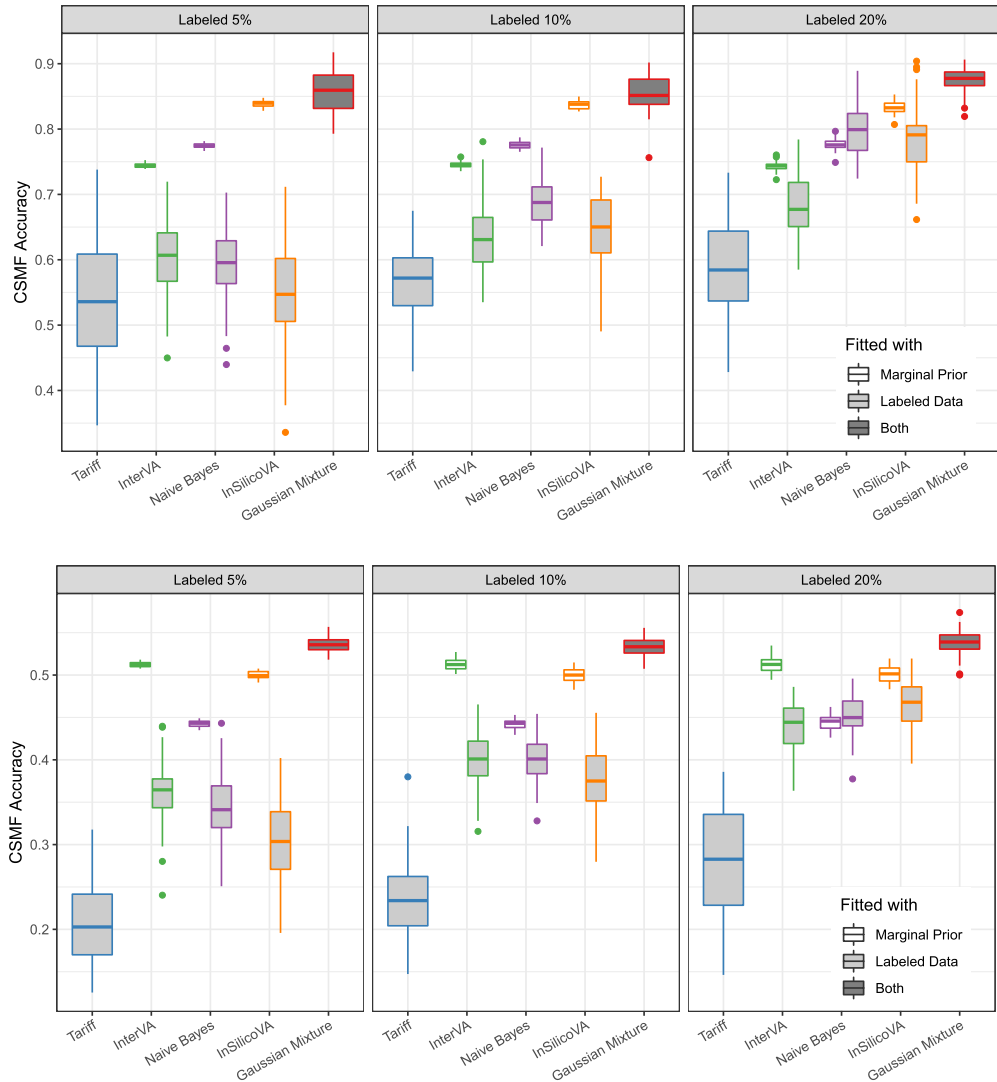 Labeled 5%
Labeled 10%
Labeled 20%
CSMF Accuracy
0.9
0.8
0.7
0.6
0.5
0.4
Fitted with
Marginal Prior
Labeled Data
Both
Tariff
InterVA
Naive Bayes
InSilicoVA
Gaussian Mixture
Tariff
InterVA
Naive Bayes
InSilicoVA
Gaussian Mixture
Tariff
InterVA
Naive Bayes
InSilicoVA
Gaussian Mixture
Labeled 5%
Labeled 10%
Labeled 20%
CSMF Accuracy
0.5
0.4
0.3
0.2
Fitted with
Marginal Prior
Labeled Data
Both
Tariff
InterVA
Naive Bayes
InSilicoVA
Gaussian Mixture
Tariff
InterVA
Naive Bayes
InSilicoVA
Gaussian Mixture
Tariff
InterVA
Naive Bayes
InSilicoVA
Gaussian Mixture